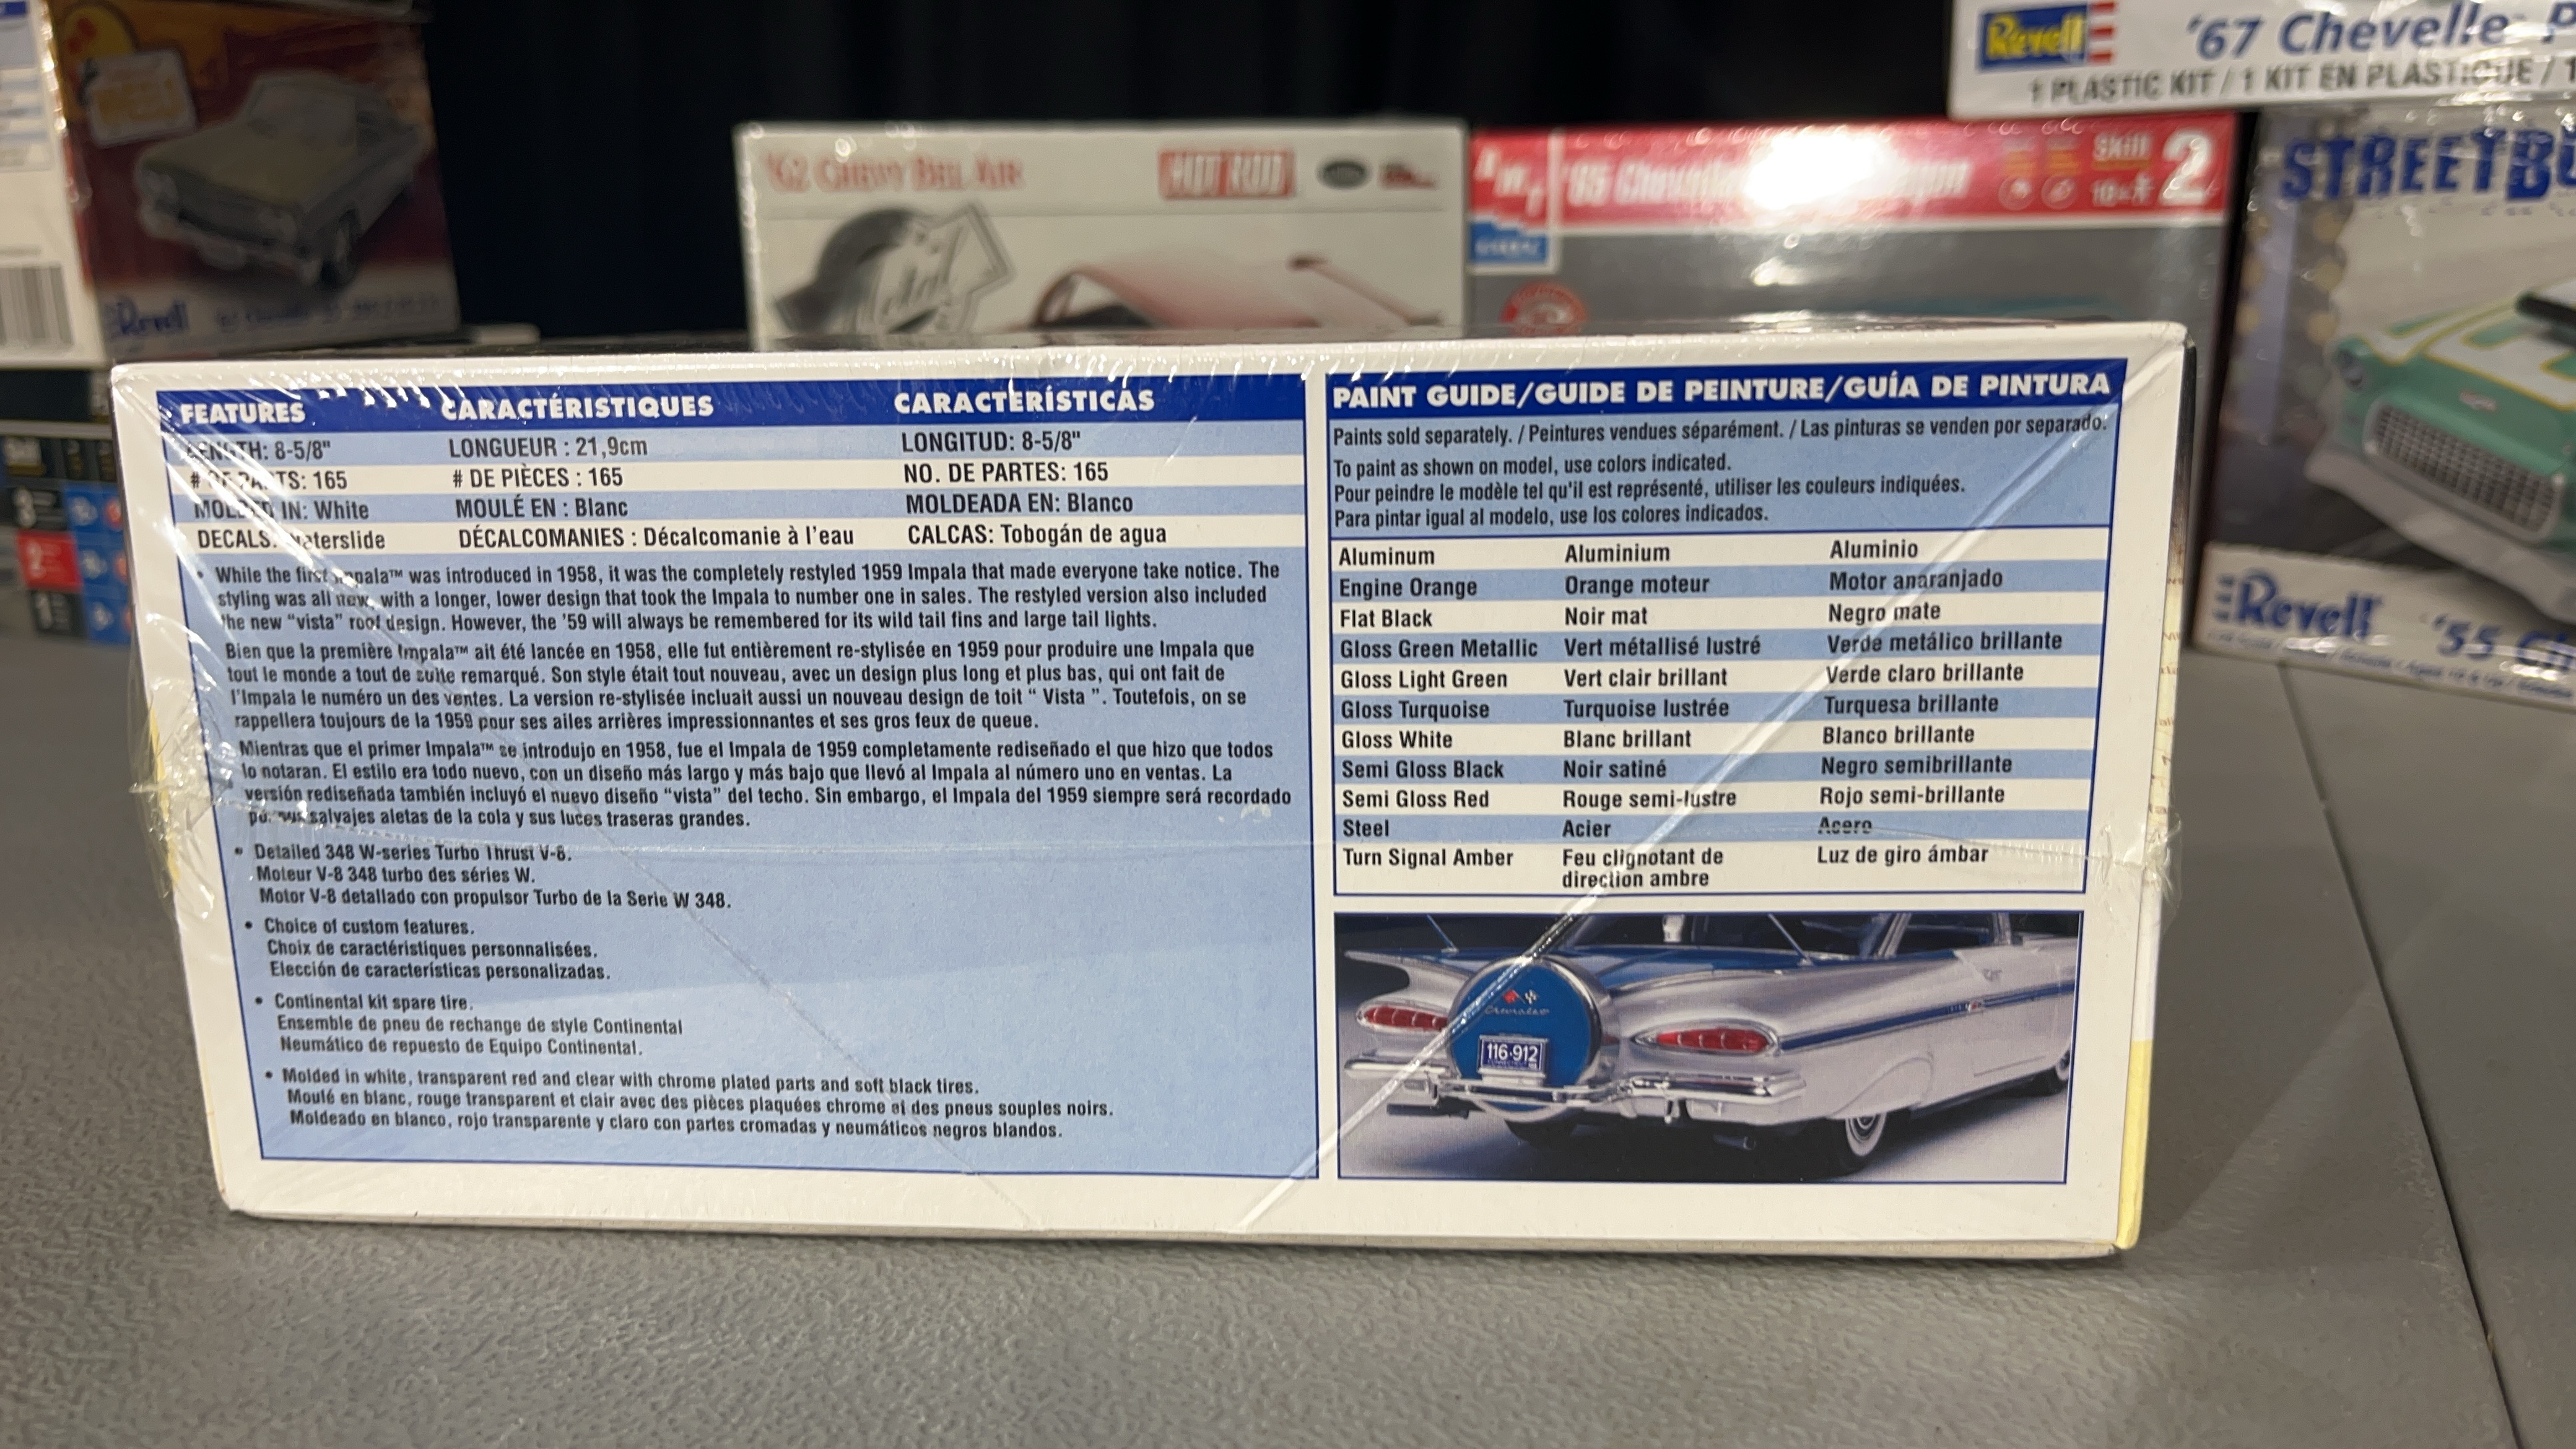 Revell
'67 Chevelle
1 PLASTIC KIT / 1 KIT EN PLASTIQUE / 1
'62 CHEVY BEL AIR
HOT ROD
AMT
'65 Chevelle
Skill
2
10+
STREET
Revell
Revell
'55
3
2
1
FEATURES CARACTÉRISTIQUES CARACTERÍSTICAS
LENGTH: 8-5/8" LONGUEUR : 21,9cm LONGITUD: 8-5/8"
# OF PARTS: 165 # DE PIÈCES : 165 NO. DE PARTES: 165
MOLDED IN: White MOULÉ EN : Blanc MOLDEADA EN: Blanco
DECALS: Waterslide DÉCALCOMANIES : Décalcomanie à l'eau CALCAS: Tobogán de agua
• While the first Impala™ was introduced in 1958, it was the completely restyled 1959 Impala that made everyone take notice. The
styling was all new, with a longer, lower design that took the Impala to number one in sales. The restyled version also included
the new "vista" roof design. However, the '59 will always be remembered for its wild tail fins and large tail lights.
Bien que la première Impala™ ait été lancée en 1958, elle fut entièrement re-stylisée en 1959 pour produire une Impala que
tout le monde a tout de suite remarqué. Son style était tout nouveau, avec un design plus long et plus bas, qui ont fait de
l'Impala le numéro un des ventes. La version re-stylisée incluait aussi un nouveau design de toit " Vista ". Toutefois, on se
rappellera toujours de la 1959 pour ses ailes arrières impressionnantes et ses gros feux de queue.
Mientras que el primer Impala™ se introdujo en 1958, fue el Impala de 1959 completamente rediseñado el que hizo que todos
lo notaran. El estilo era todo nuevo, con un diseño más largo y más bajo que llevó al Impala al número uno en ventas. La
versión rediseñada también incluyó el nuevo diseño "vista" del techo. Sin embargo, el Impala del 1959 siempre será recordado
por sus salvajes aletas de la cola y sus luces traseras grandes.
• Detailed 348 W-series Turbo Thrust V-8.
Moteur V-8 348 turbo des séries W.
Motor V-8 detallado con propulsor Turbo de la Serie W 348.
• Choice of custom features.
Choix de caractéristiques personnalisées.
Elección de características personalizadas.
• Continental kit spare tire.
Ensemble de pneu de rechange de style Continental
Neumático de repuesto de Equipo Continental.
• Molded in white, transparent red and clear with chrome plated parts and soft black tires.
Moulé en blanc, rouge transparent et clair avec des pièces plaquées chrome et des pneus souples noirs.
Moldeado en blanco, rojo transparente y claro con partes cromadas y neumáticos negros blandos.
PAINT GUIDE/GUIDE DE PEINTURE/GUÍA DE PINTURA
Paints sold separately. / Peintures vendues séparément. / Las pinturas se venden por separado.
To paint as shown on model, use colors indicated.
Pour peindre le modèle tel qu'il est représenté, utiliser les couleurs indiquées.
Para pintar igual al modelo, use los colores indicados.
Aluminum Aluminium Aluminio
Engine Orange Orange moteur Motor anaranjado
Flat Black Noir mat Negro mate
Gloss Green Metallic Vert métallisé lustré Verde metálico brillante
Gloss Light Green Vert clair brillant Verde claro brillante
Gloss Turquoise Turquoise lustrée Turquesa brillante
Gloss White Blanc brillant Blanco brillante
Semi Gloss Black Noir satiné Negro semibrillante
Semi Gloss Red Rouge semi-lustre Rojo semi-brillante
Steel Acier Acero
Turn Signal Amber Feu clignotant de Luz de giro ámbar
direction ambre
Chevrolet
116-912